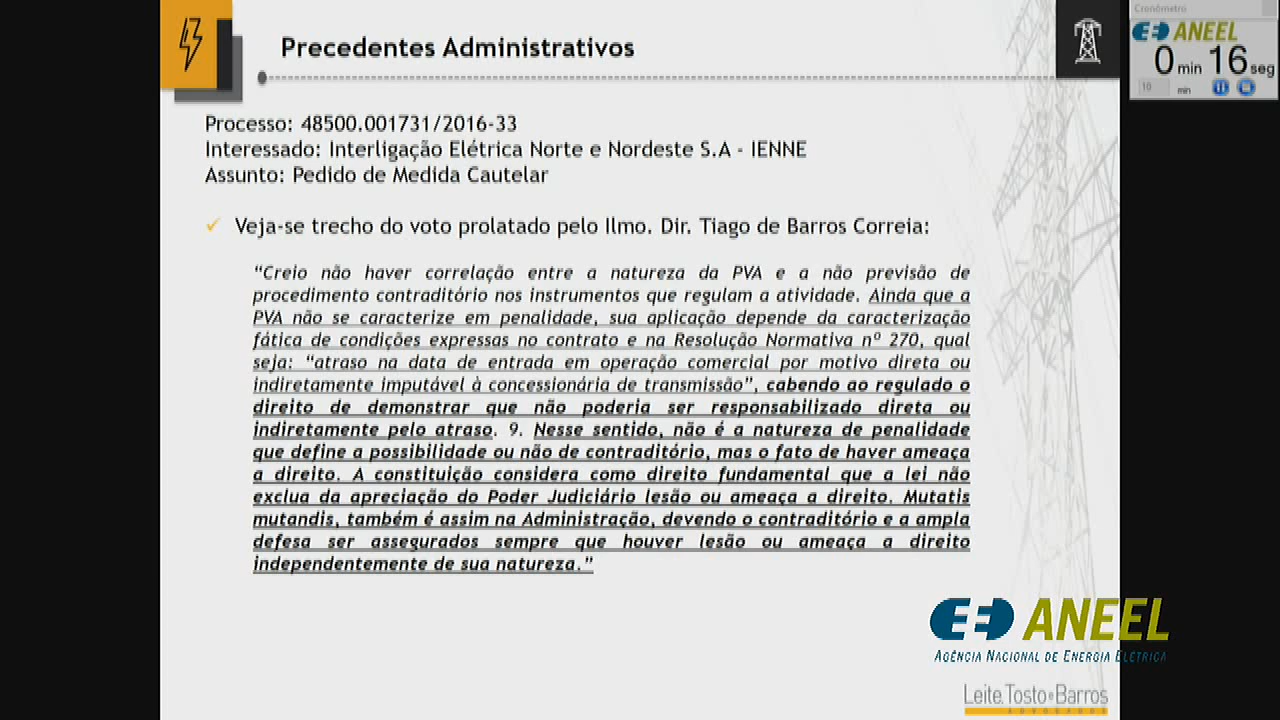 Precedentes Administrativos
Cronômetro
ANEEL
0 min 16 seg
10 min
Processo: 48500.001731/2016-33
Interessado: Interligação Elétrica Norte e Nordeste S.A - IENNE
Assunto: Pedido de Medida Cautelar
✓ Veja-se trecho do voto prolatado pelo Ilmo. Dir. Tiago de Barros Correia:
“Creio não haver correlação entre a natureza da PVA e a não previsão de
procedimento contraditório nos instrumentos que regulam a atividade. Ainda que a
PVA não se caracterize em penalidade, sua aplicação depende da caracterização
fática de condições expressas no contrato e na Resolução Normativa nº 270, qual
seja: “atraso na data de entrada em operação comercial por motivo direta ou
indiretamente imputável à concessionária de transmissão”, cabendo ao regulado o
direito de demonstrar que não poderia ser responsabilizado direta ou
indiretamente pelo atraso. 9. Nesse sentido, não é a natureza de penalidade
que define a possibilidade ou não de contraditório, mas o fato de haver ameaça
a direito. A constituição considera como direito fundamental que a lei não
exclua da apreciação do Poder Judiciário lesão ou ameaça a direito. Mutatis
mutandis, também é assim na Administração, devendo o contraditório e a ampla
defesa ser assegurados sempre que houver lesão ou ameaça a direito
independentemente de sua natureza.”
ANEEL
AGÊNCIA NACIONAL DE ENERGIA ELÉTRICA
Leite, Tosto e Barros
ADVOGADOS